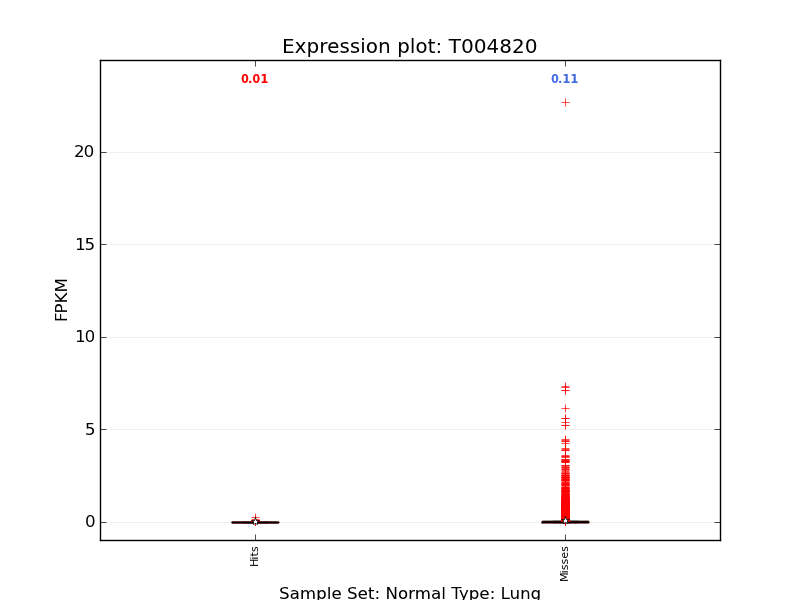 Expression plot: T004820
0.01
0.11
20
15
10
5
0
FPKM
Hits
Misses
Sample Set: Normal Type: Lung